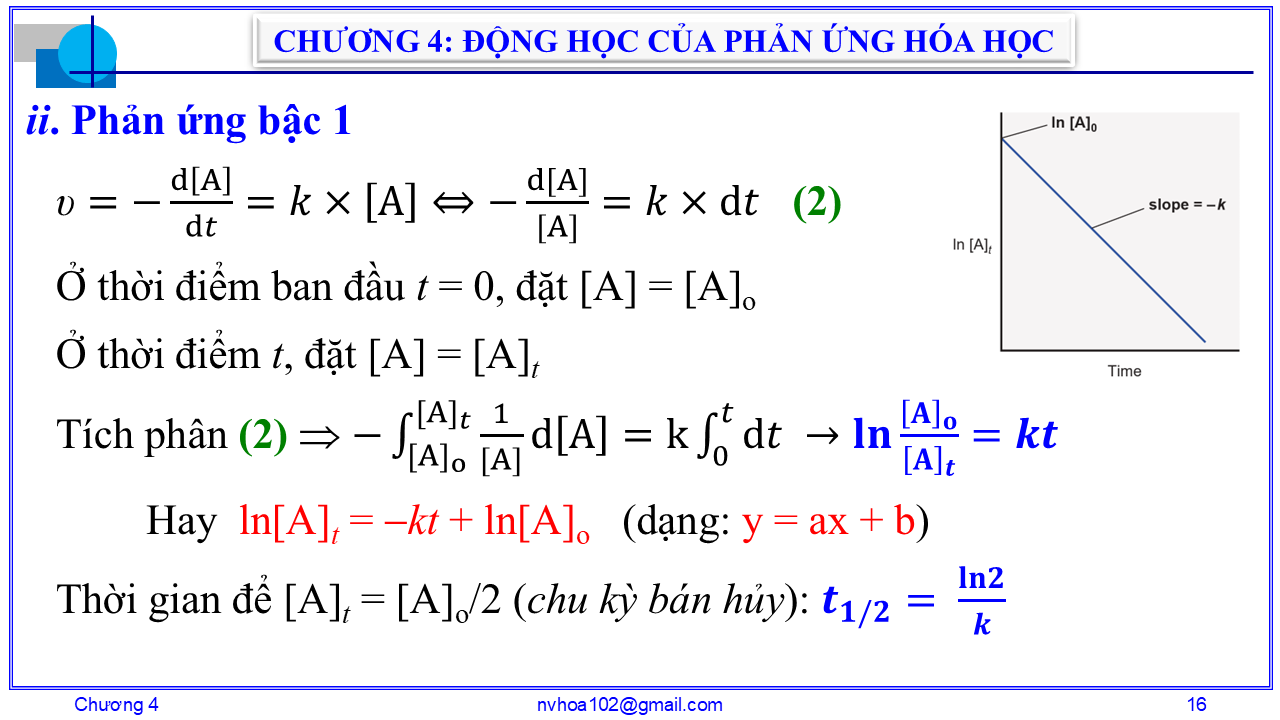 CHƯƠNG 4: ĐỘNG HỌC CỦA PHẢN ỨNG HÓA HỌC
ii. Phản ứng bậc 1
υ = −d[A]/dt = k × [A] ⇔ −d[A]/[A] = k × dt (2)
Ở thời điểm ban đầu t = 0, đặt [A] = [A]ₒ
Ở thời điểm t, đặt [A] = [A]ₜ
Tích phân (2) ⇒ −∫_{[A]ₒ}^{[A]ₜ} 1/[A] d[A] = k∫_0^t dt → ln [A]ₒ/[A]ₜ = kt
Hay ln[A]ₜ = –kt + ln[A]ₒ (dạng: y = ax + b)
Thời gian để [A]ₜ = [A]ₒ/2 (chu kỳ bán hủy): t_{1/2} = ln2/k
ln [A]₀
slope = –k
ln [A]ₜ
Time
Chương 4
nvhoa102@gmail.com
16